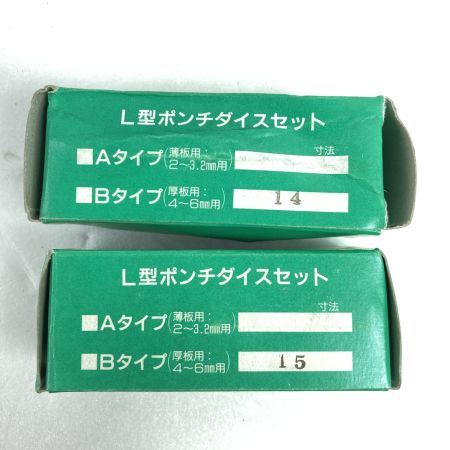 L型ポンチダイスセット
寸法
■Aタイプ(薄板用:2〜3.2mm用)
■Bタイプ(厚板用:4〜6mm用) 14
L型ポンチダイスセット
寸法
■Aタイプ(薄板用:2〜3.2mm用)
■Bタイプ(厚板用:4〜6mm用) 15